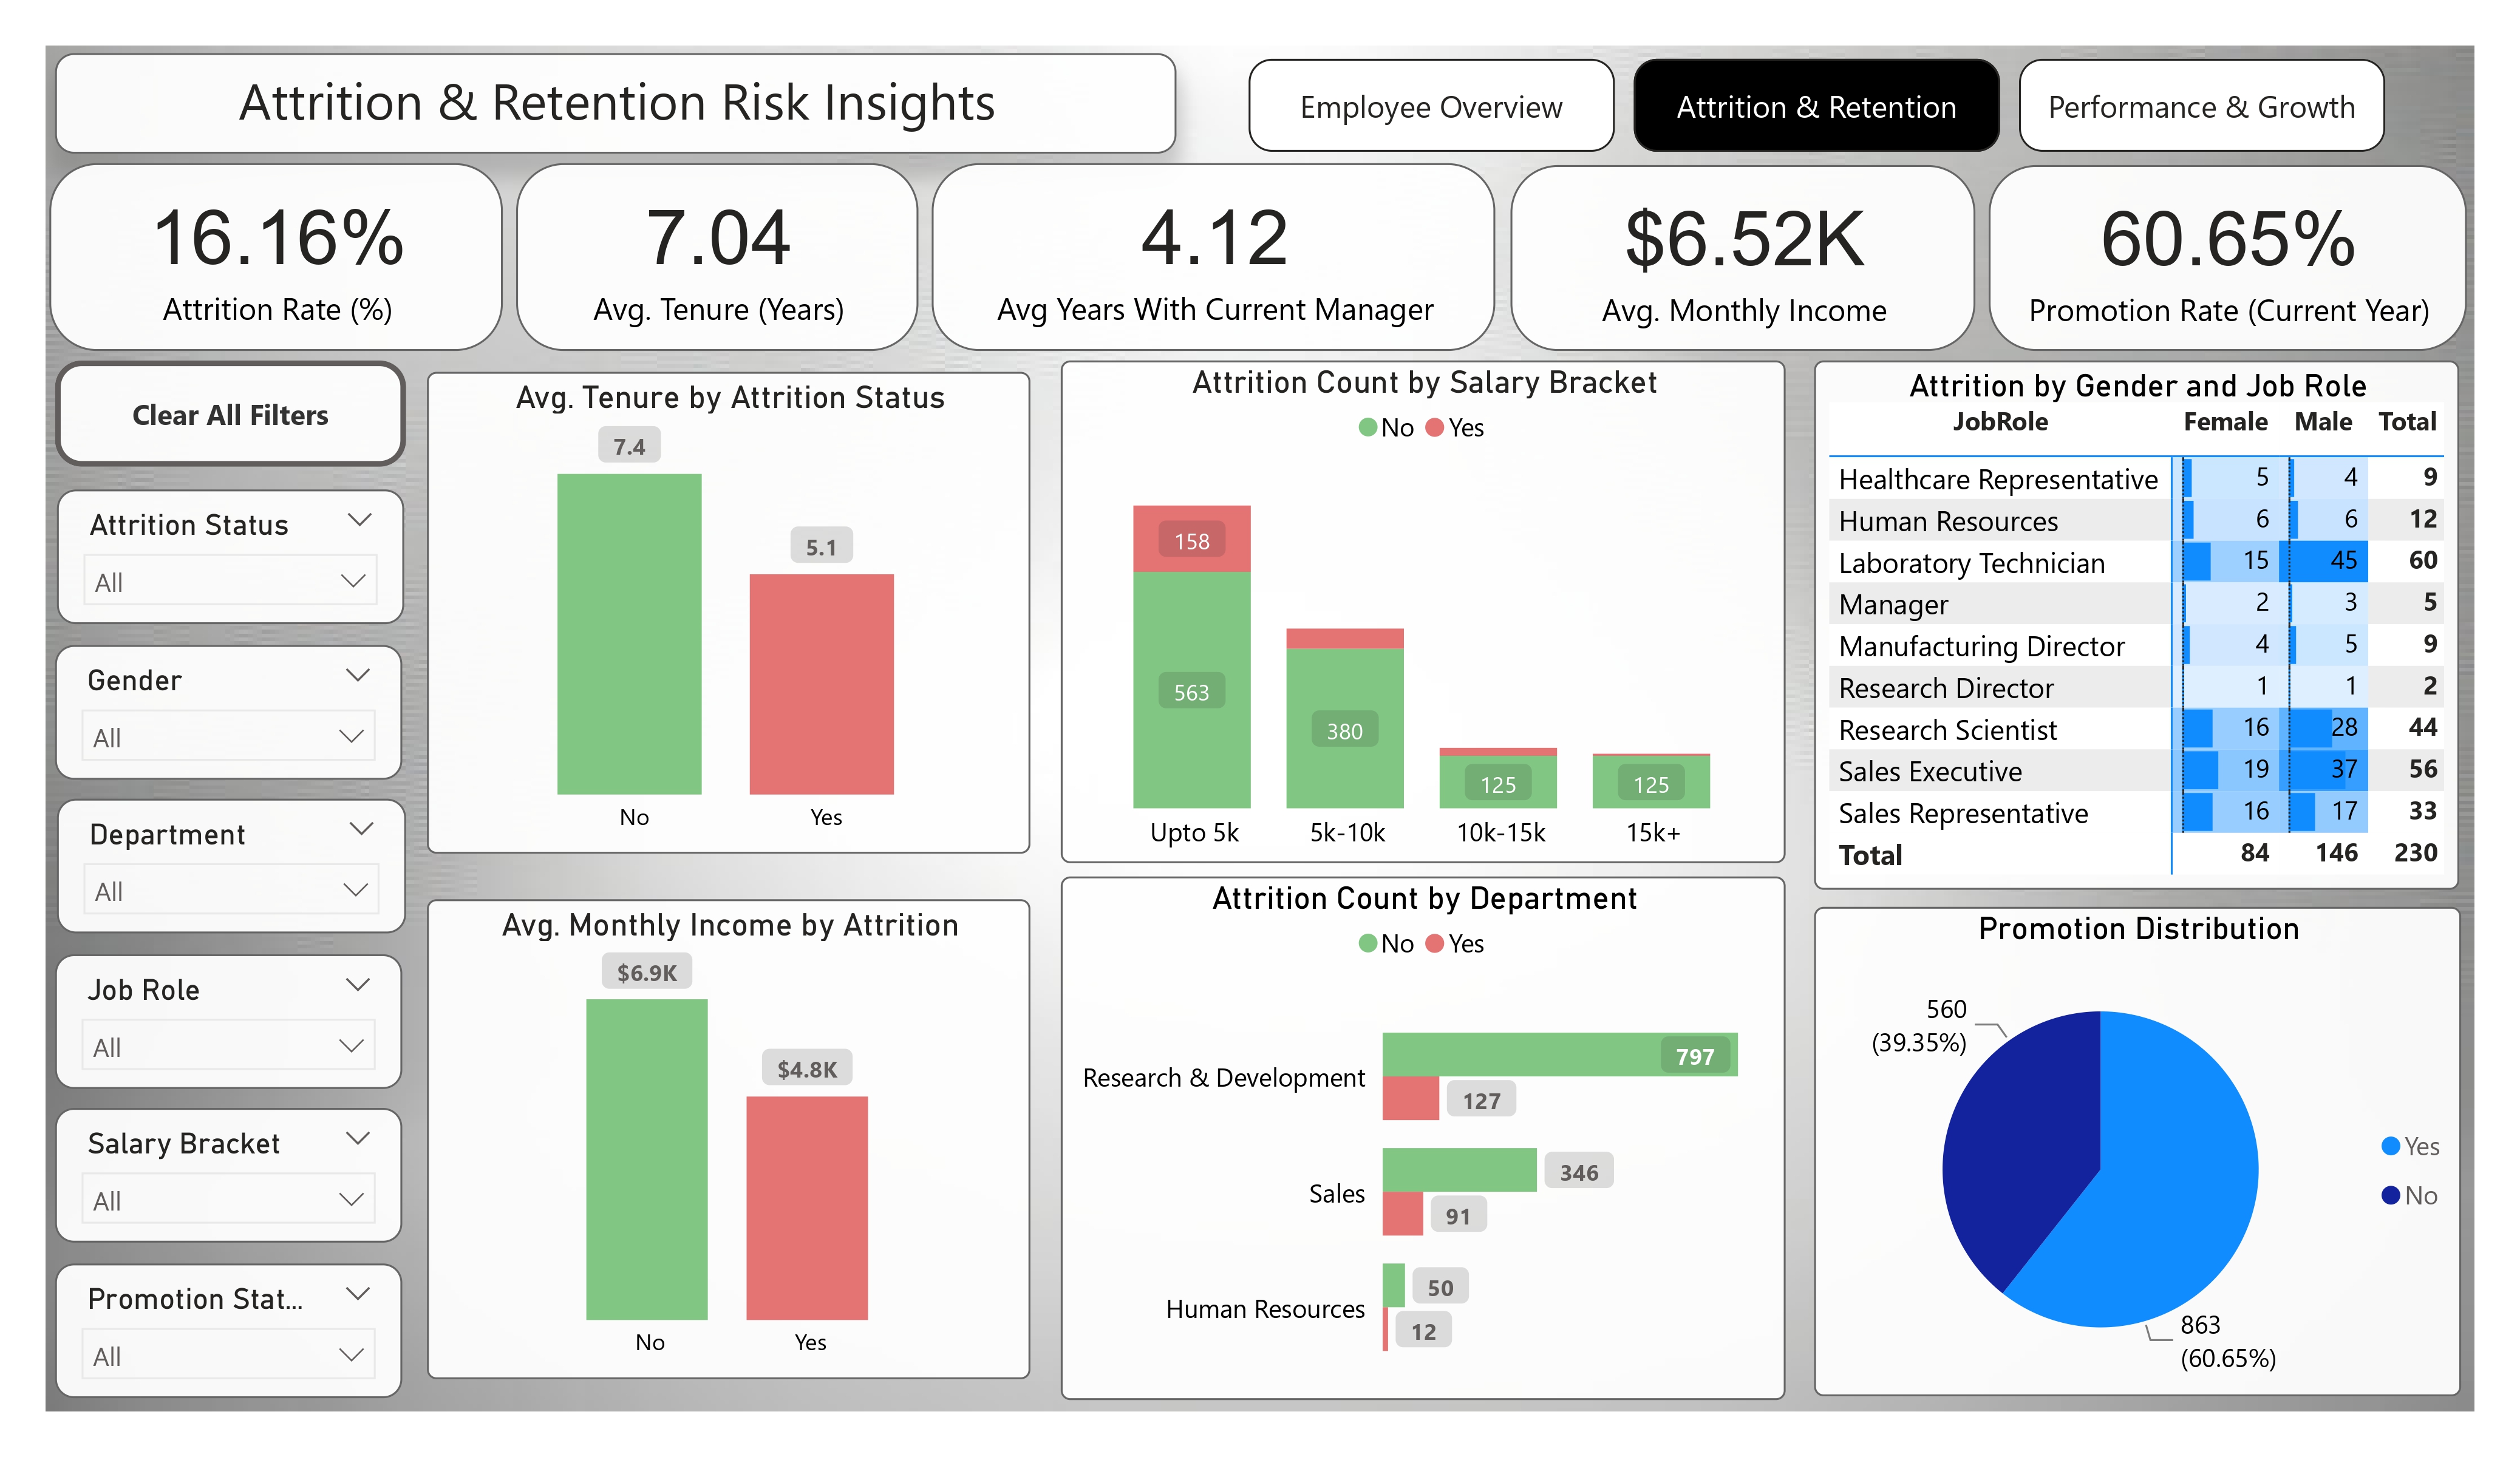 Attrition & Retention Risk Insights
Employee Overview
Attrition & Retention
Performance & Growth
16.16%
Attrition Rate (%)
7.04
Avg. Tenure (Years)
4.12
Avg Years With Current Manager
$6.52K
Avg. Monthly Income
60.65%
Promotion Rate (Current Year)
Clear All Filters
Attrition Status
All
Gender
All
Department
All
Job Role
All
Salary Bracket
All
Promotion Stat...
All
Avg. Tenure by Attrition Status
7.4
5.1
No Yes
Avg. Monthly Income by Attrition
$6.9K
$4.8K
No Yes
Attrition Count by Salary Bracket
No Yes
158
563
380
125
125
Upto 5k 5k-10k 10k-15k 15k+
Attrition Count by Department
No Yes
Research & Development 797
127
Sales 346
91
Human Resources 50
12
Attrition by Gender and Job Role
JobRole Female Male Total
Healthcare Representative 5 4 9
Human Resources 6 6 12
Laboratory Technician 15 45 60
Manager 2 3 5
Manufacturing Director 4 5 9
Research Director 1 1 2
Research Scientist 16 28 44
Sales Executive 19 37 56
Sales Representative 16 17 33
Total 84 146 230
Promotion Distribution
560
(39.35%)
Yes
No
863
(60.65%)